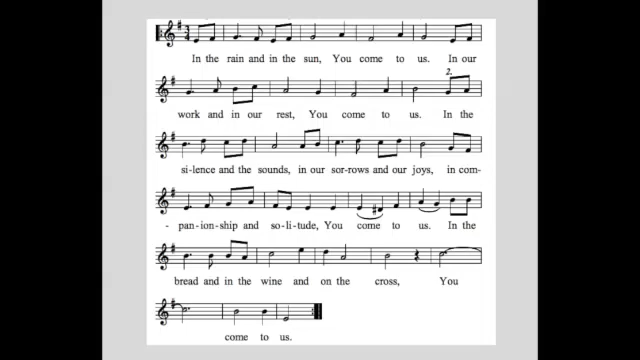 In the rain and in the sun, You come to us. In our
2.
work and in our rest, You come to us. In the
si-lence and the sounds, in our sor-rows and our joys, in com-
- pan-ion-ship and so-li-tude, You come to us. In the
bread and in the wine and on the cross, You
come to us.